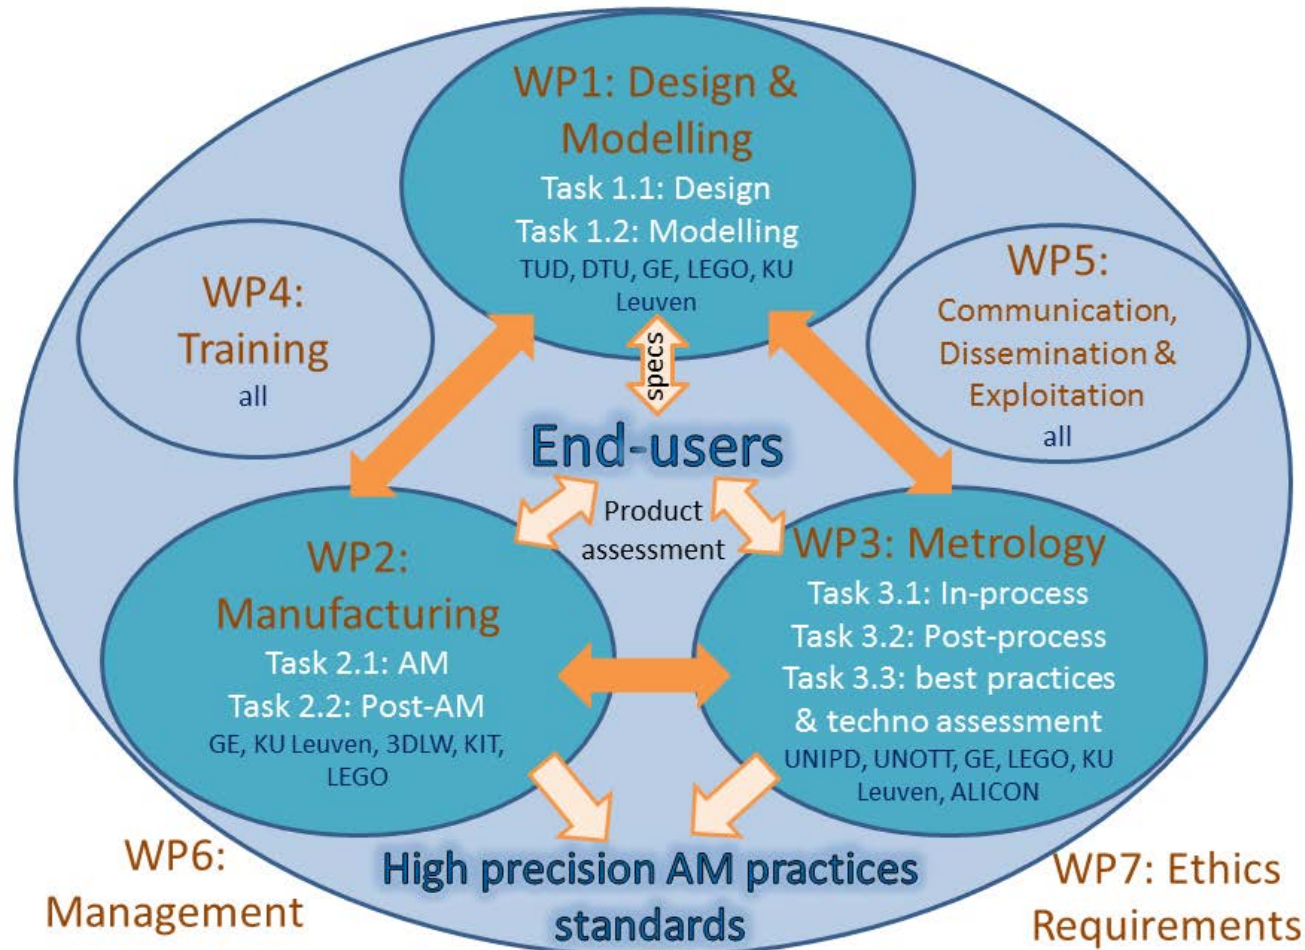 WP1: Design &
Modelling
Task 1.1: Design
Task 1.2: Modelling
TUD, DTU, GE, LEGO, KU
Leuven
WP4:
Training
all
WP5:
Communication,
Dissemination &
Exploitation
all
specs
End-users
Product
assessment
WP2:
Manufacturing
Task 2.1: AM
Task 2.2: Post-AM
GE, KU Leuven, 3DLW, KIT,
LEGO
WP3: Metrology
Task 3.1: In-process
Task 3.2: Post-process
Task 3.3: best practices
& techno assessment
UNIPD, UNOTT, GE, LEGO, KU
Leuven, ALICON
High precision AM practices
standards
WP6:
Management
WP7: Ethics
Requirements